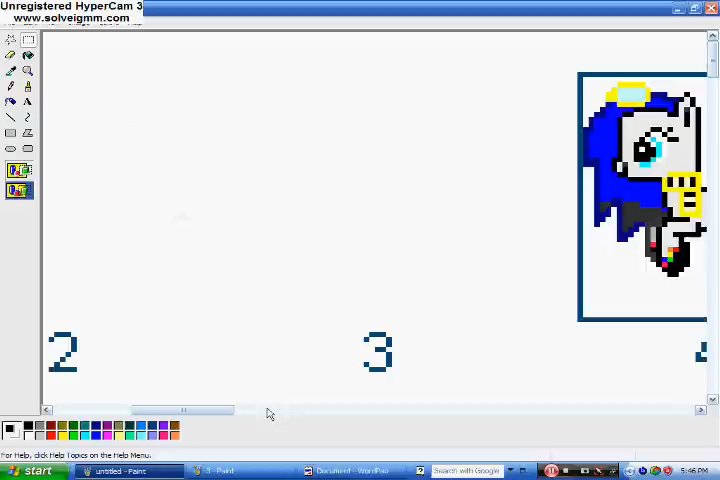 Unregistered HyperCam 3
www.solveigmm.com
2
3
For Help, click Help Topics on the Help Menu.
start
untitled - Paint
S - Paint
Document - WordPad
Search with Google
5:46 PM